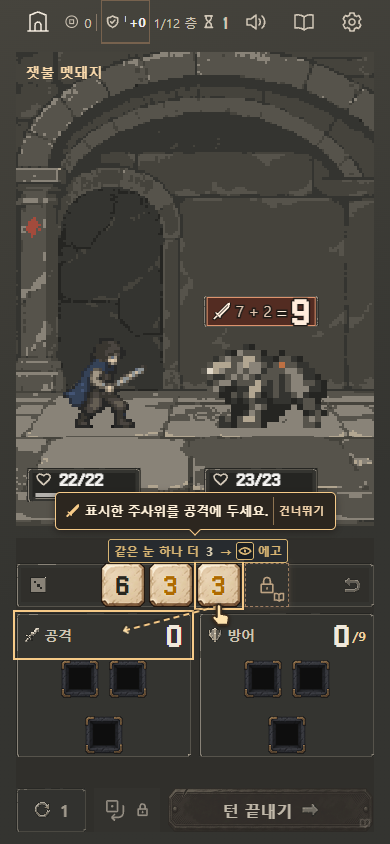 0 +0 1/12 층 1
잿불 멧돼지
7 + 2 = 9
22/22 23/23
표시한 주사위를 공격에 두세요. 건너뛰기
같은 눈 하나 더 3 → 에고
6 3 3
공격 0 방어 0/9
1 턴 끝내기 ➡